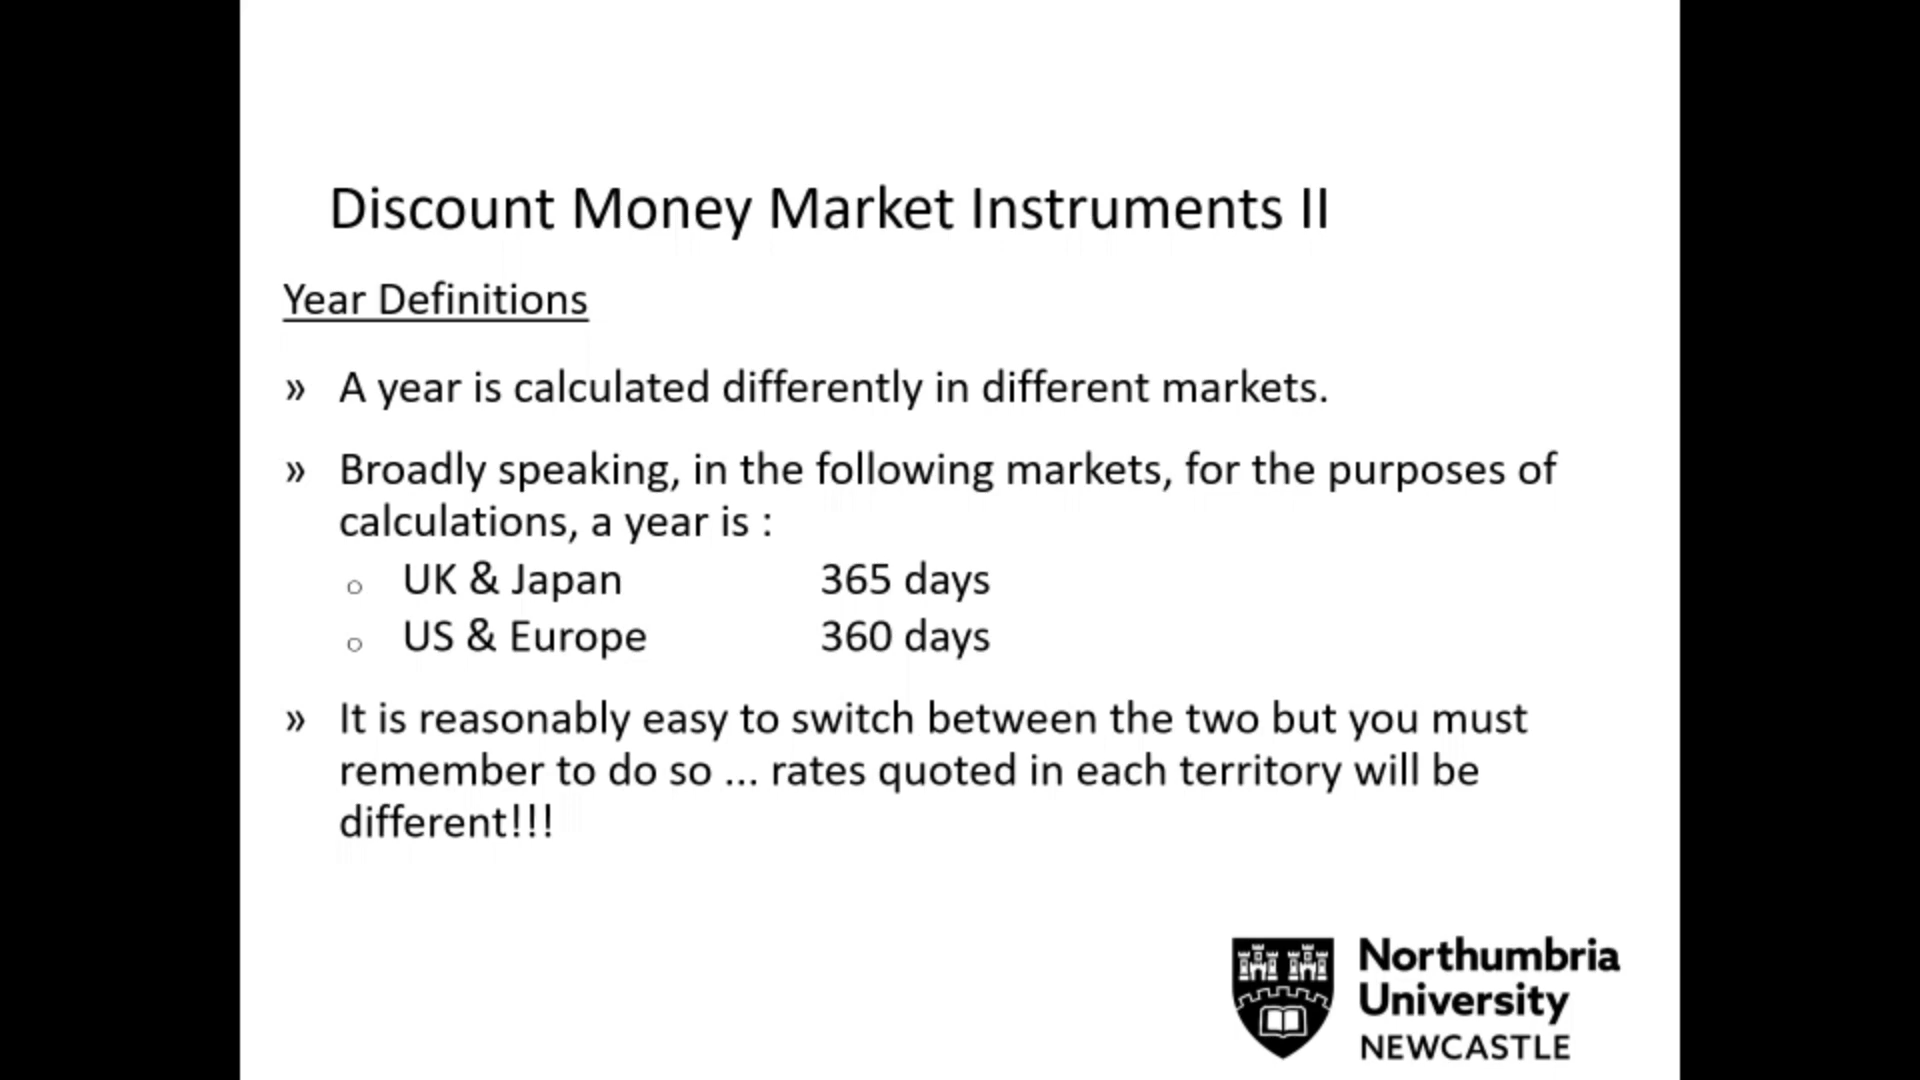 Discount Money Market Instruments II
Year Definitions
» A year is calculated differently in different markets.
» Broadly speaking, in the following markets, for the purposes of
calculations, a year is :
○ UK & Japan 365 days
○ US & Europe 360 days
» It is reasonably easy to switch between the two but you must
remember to do so ... rates quoted in each territory will be
different!!!
Northumbria
University
NEWCASTLE